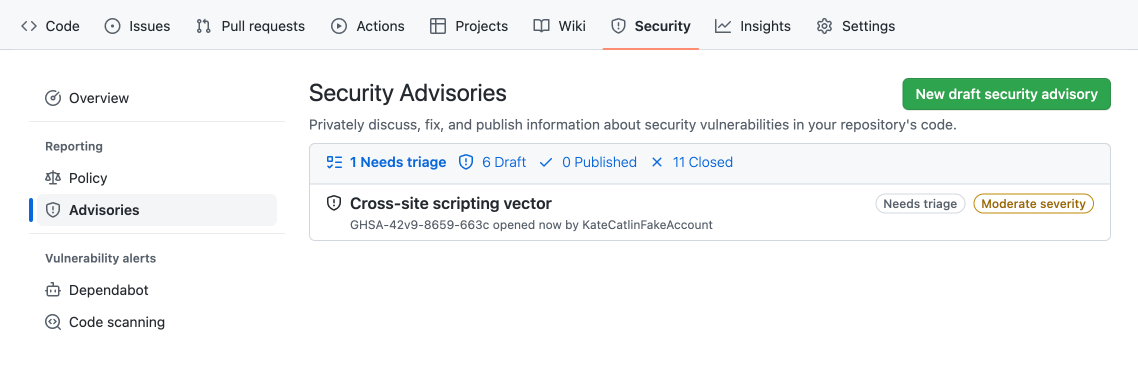 Code Issues Pull requests Actions Projects Wiki Security Insights Settings
Overview
Reporting
Policy
Advisories
Vulnerability alerts
Dependabot
Code scanning
Security Advisories
New draft security advisory
Privately discuss, fix, and publish information about security vulnerabilities in your repository's code.
1 Needs triage 6 Draft 0 Published 11 Closed
Cross-site scripting vector Needs triage Moderate severity
GHSA-42v9-8659-663c opened now by KateCatlinFakeAccount